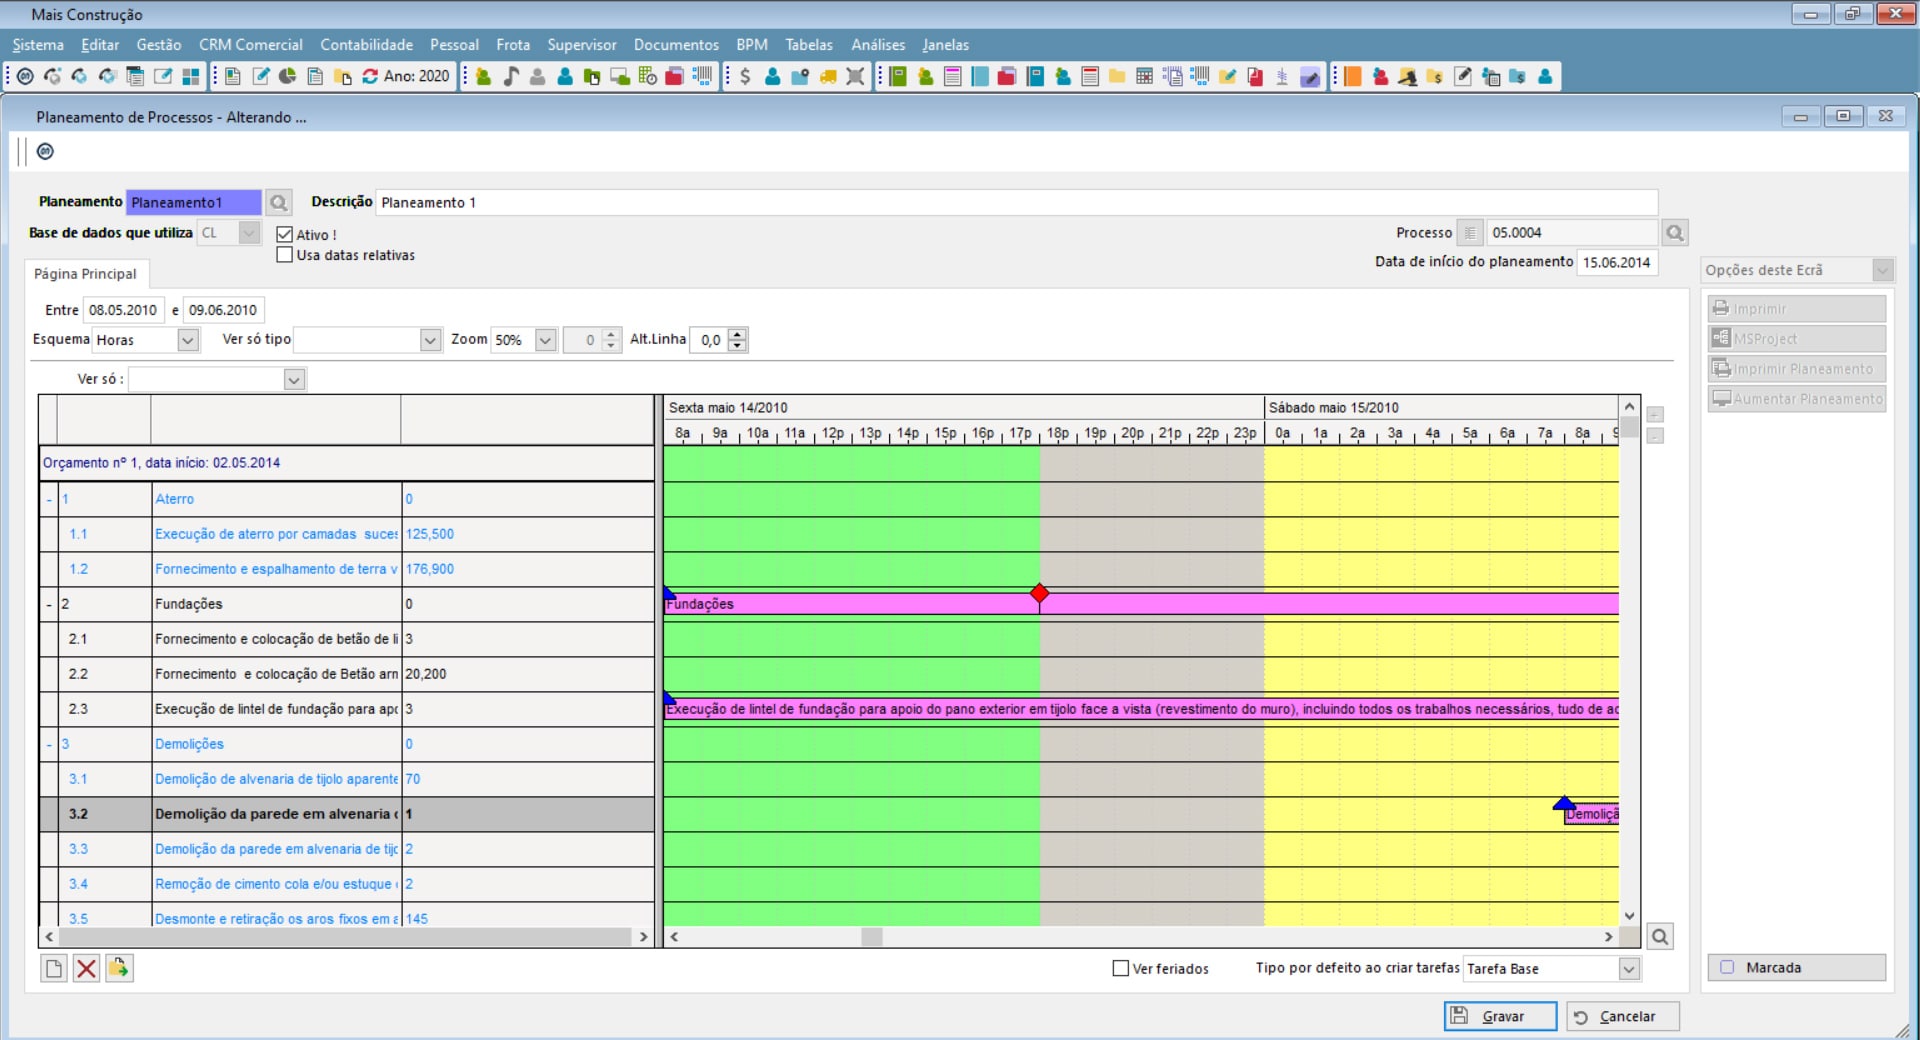 Mais Construção
Sistema Editar Gestão CRM Comercial Contabilidade Pessoal Frota Supervisor Documentos BPM Tabelas Análises Janelas
Ano: 2020
Planeamento de Processos - Alterando ...
Planeamento Planeamento1 Descrição Planeamento 1
Base de dados que utiliza CL Ativo ! Processo 05.0004
Usa datas relativas Data de início do planeamento 15.06.2014
Página Principal Opções deste Ecrã
Entre 08.05.2010 e 09.06.2010 Imprimir
Esquema Horas Ver só tipo Zoom 50% 0 Alt.Linha 0,0 MSProject
Imprimir Planeamento
Ver só : Aumentar Planeamento
Sexta maio 14/2010 Sábado maio 15/2010
8a 9a 10a 11a 12p 13p 14p 15p 16p 17p 18p 19p 20p 21p 22p 23p 0a 1a 2a 3a 4a 5a 6a 7a 8a 9
Orçamento nº 1, data início: 02.05.2014
- 1 Aterro 0
1.1 Execução de aterro por camadas suces 125,500
1.2 Fornecimento e espalhamento de terra v 176,900
- 2 Fundações 0 Fundações
2.1 Fornecimento e colocação de betão de li 3
2.2 Fornecimento e colocação de Betão arm 20,200
2.3 Execução de lintel de fundação para apo 3 Execução de lintel de fundação para apoio do pano exterior em tijolo face a vista (revestimento do muro), incluindo todos os trabalhos necessários, tudo de ac
- 3 Demolições 0
3.1 Demolição de alvenaria de tijolo aparente 70
3.2 Demolição da parede em alvenaria 1 Demoliçã
3.3 Demolição da parede em alvenaria de tijo 2
3.4 Remoção de cimento cola e/ou estuque 2
3.5 Desmonte e retiração os aros fixos em a 145
Ver feriados Tipo por defeito ao criar tarefas Tarefa Base Marcada
Gravar Cancelar